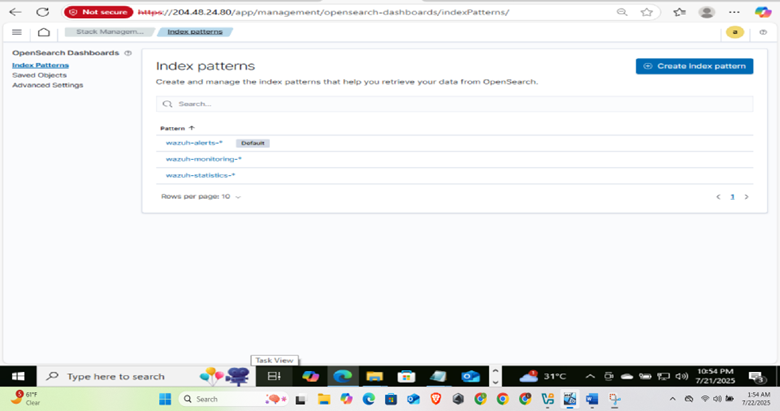 Not secure https://204.48.24.80/app/management/opensearch-dashboards/indexPatterns/
Stack Managem... Index patterns a
OpenSearch Dashboards
Index Patterns
Saved Objects
Advanced Settings
Index patterns
Create index pattern
Create and manage the index patterns that help you retrieve your data from OpenSearch.
Search...
Pattern
wazuh-alerts-* Default
wazuh-monitoring-*
wazuh-statistics-*
Rows per page: 10
1
Task View
Type here to search
31°C
10:54 PM
7/21/2025
3
5
61°F
Clear
Search
1:54 AM
7/22/2025